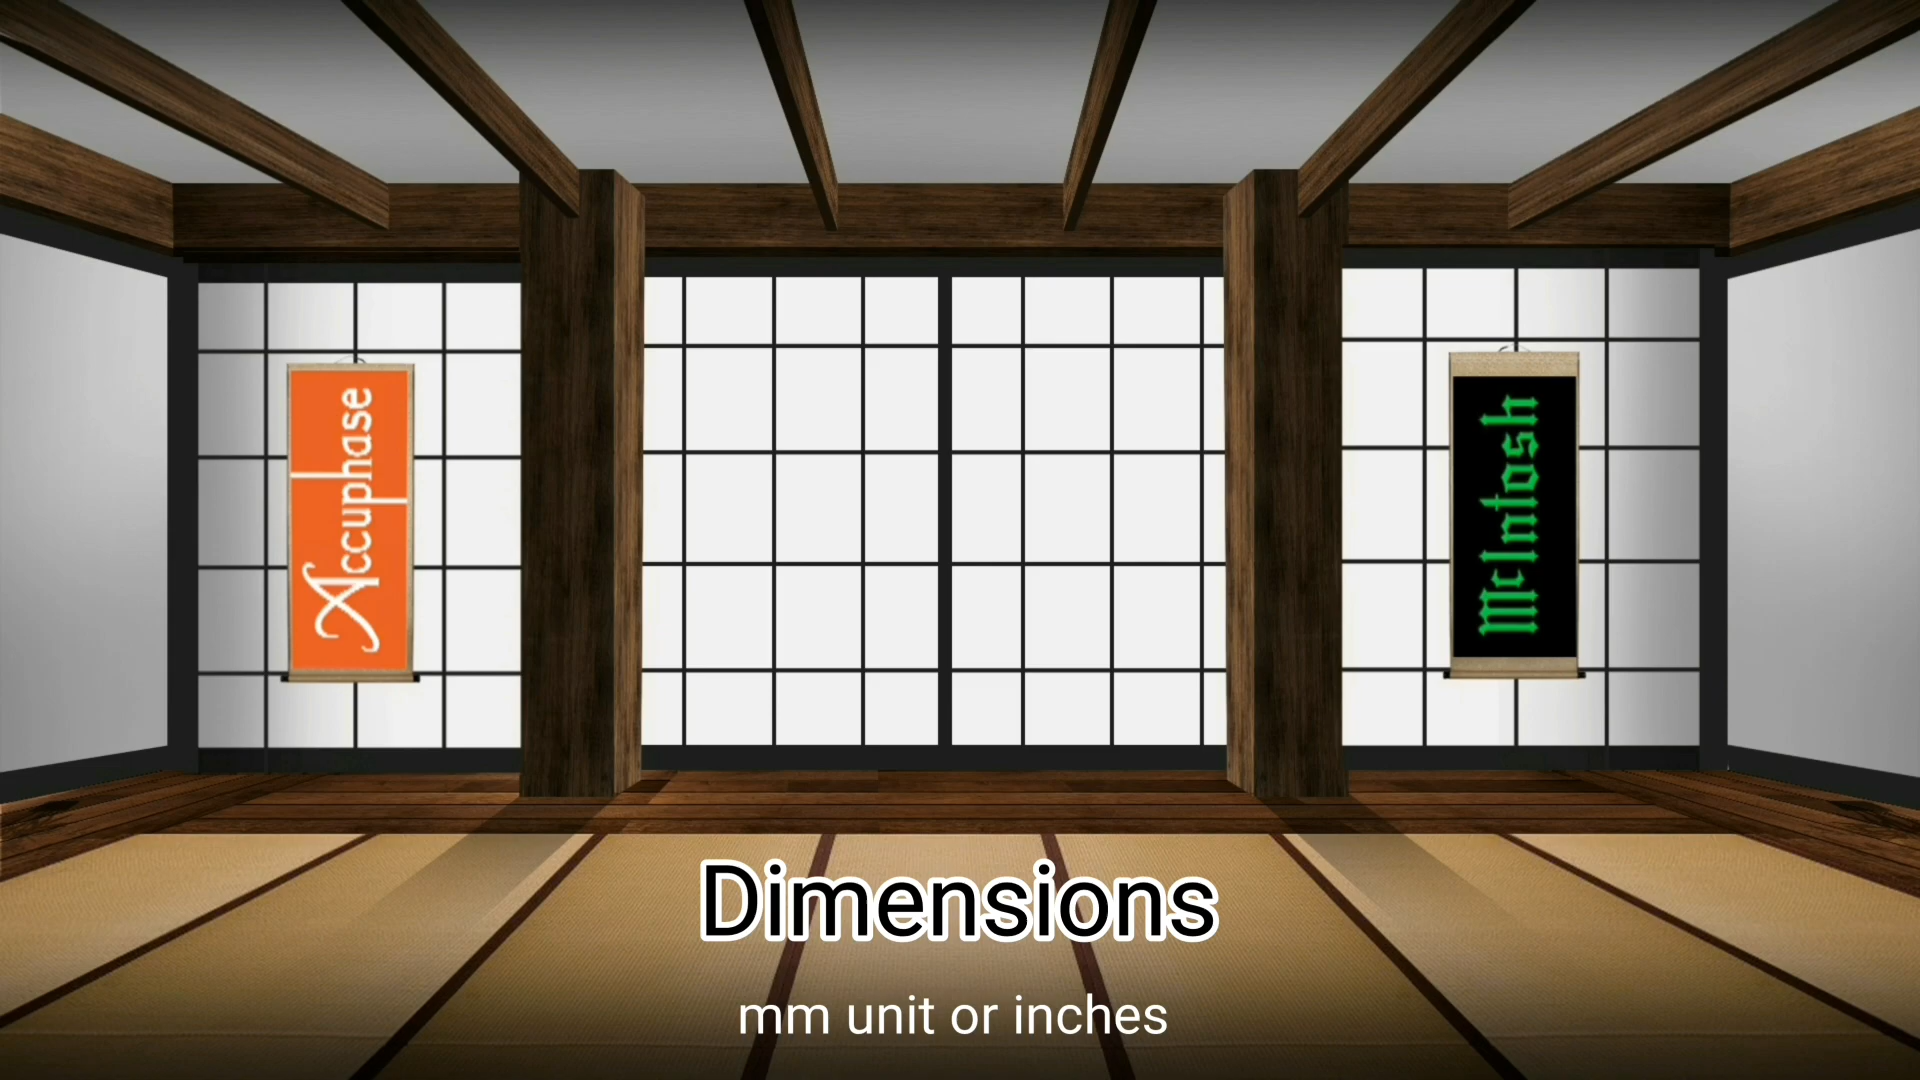 Accuphase
McIntosh
Dimensions
mm unit or inches